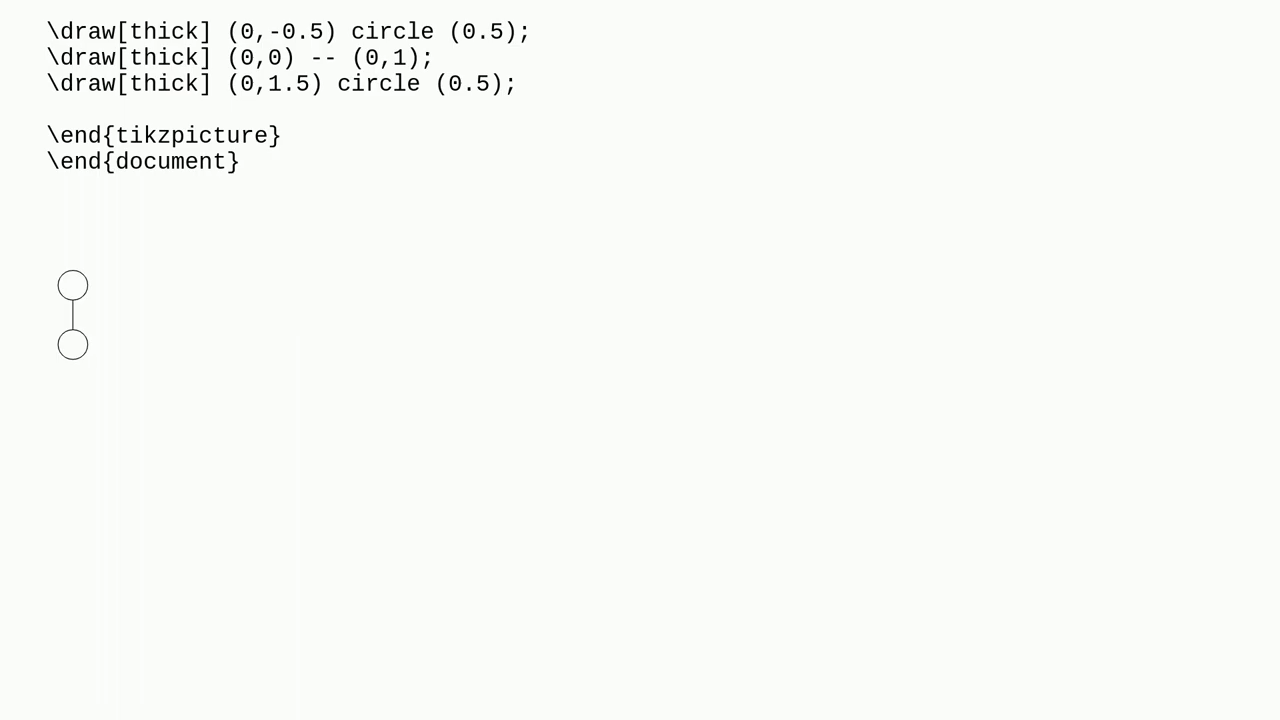 \draw[thick] (0,-0.5) circle (0.5);
\draw[thick] (0,0) -- (0,1);
\draw[thick] (0,1.5) circle (0.5);
\end{tikzpicture}
\end{document}